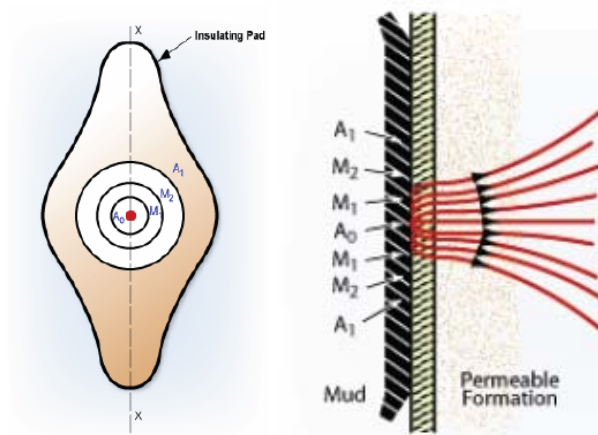 X
Insulating Pad
A1
M2
M1
A0
X
A1
M2
M1
A0
M1
M2
A1
Mud
Permeable
Formation